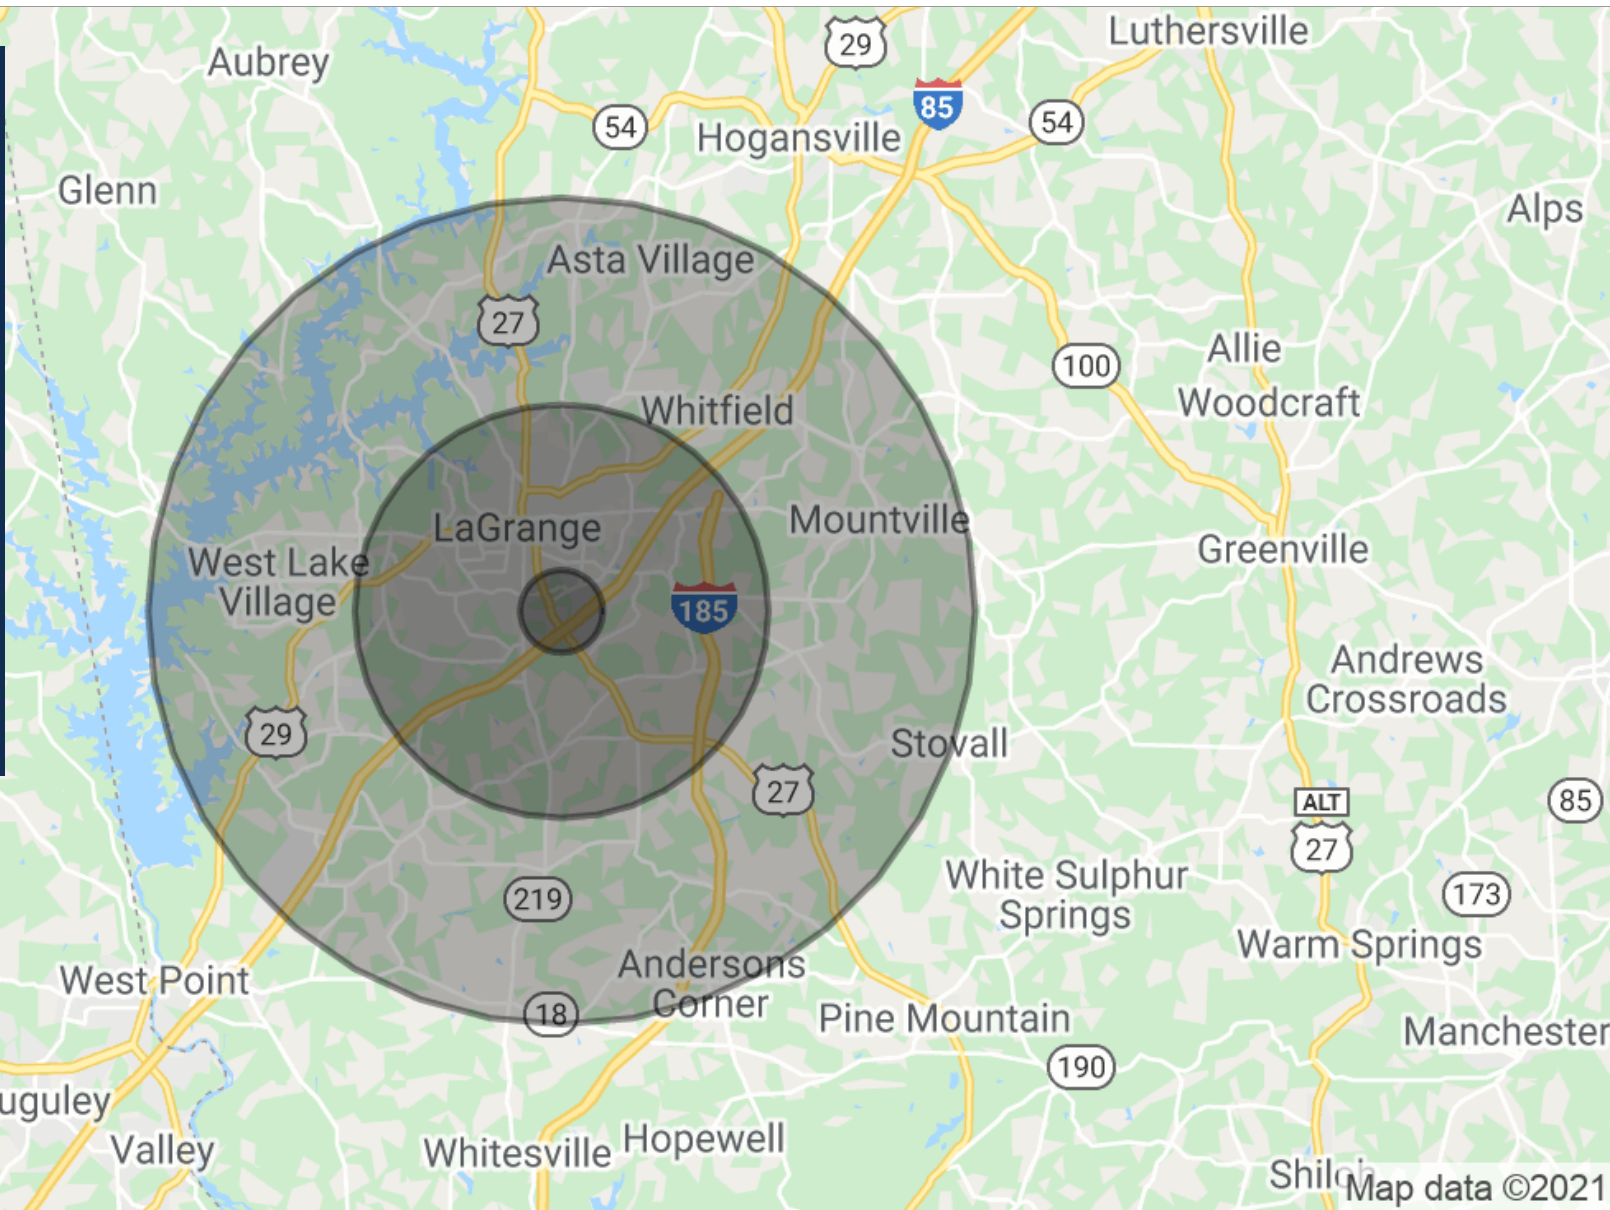 Luthersville
29
Aubrey
85
54
54
Hogansville
Glenn
Alps
Asta Village
27
Allie
100
Woodcraft
Whitfield
Mountville
LaGrange
Greenville
West Lake
Village
185
Andrews
Crossroads
29
Stovall
27
ALT
27
85
White Sulphur
Springs
173
219
Warm Springs
Andersons
Corner
West Point
18
Pine Mountain
Manchester
190
uguley
Valley
Whitesville
Hopewell
Map data ©2021